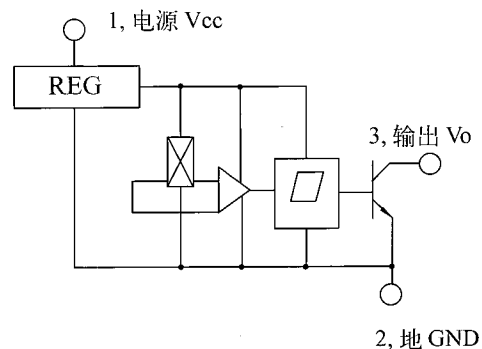 1, 电源 Vcc
REG
3, 输出 Vo
2, 地 GND